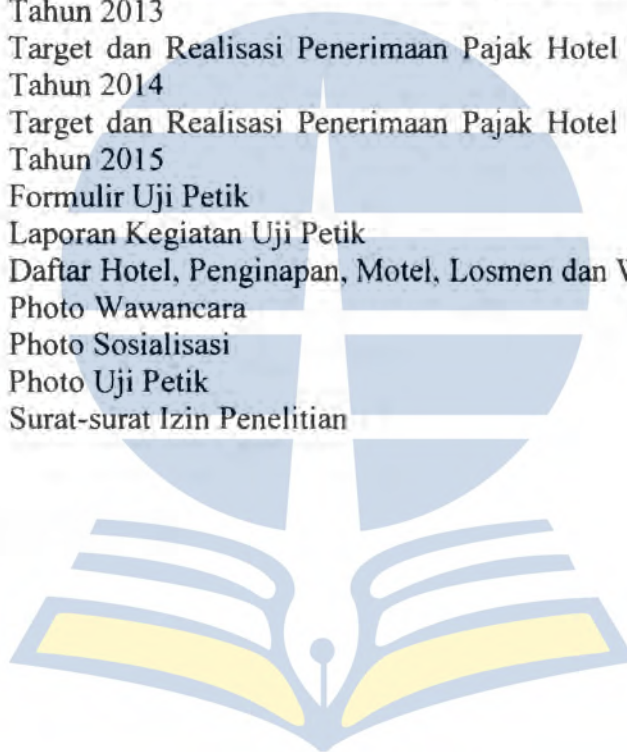 Tahun 2013
Target dan Realisasi Penerimaan Pajak Hotel
Tahun 2014
Target dan Realisasi Penerimaan Pajak Hotel
Tahun 2015
Formulir Uji Petik
Laporan Kegiatan Uji Petik
Daftar Hotel, Penginapan, Motel, Losmen dan
Photo Wawancara
Photo Sosialisasi
Photo Uji Petik
Surat-surat Izin Penelitian